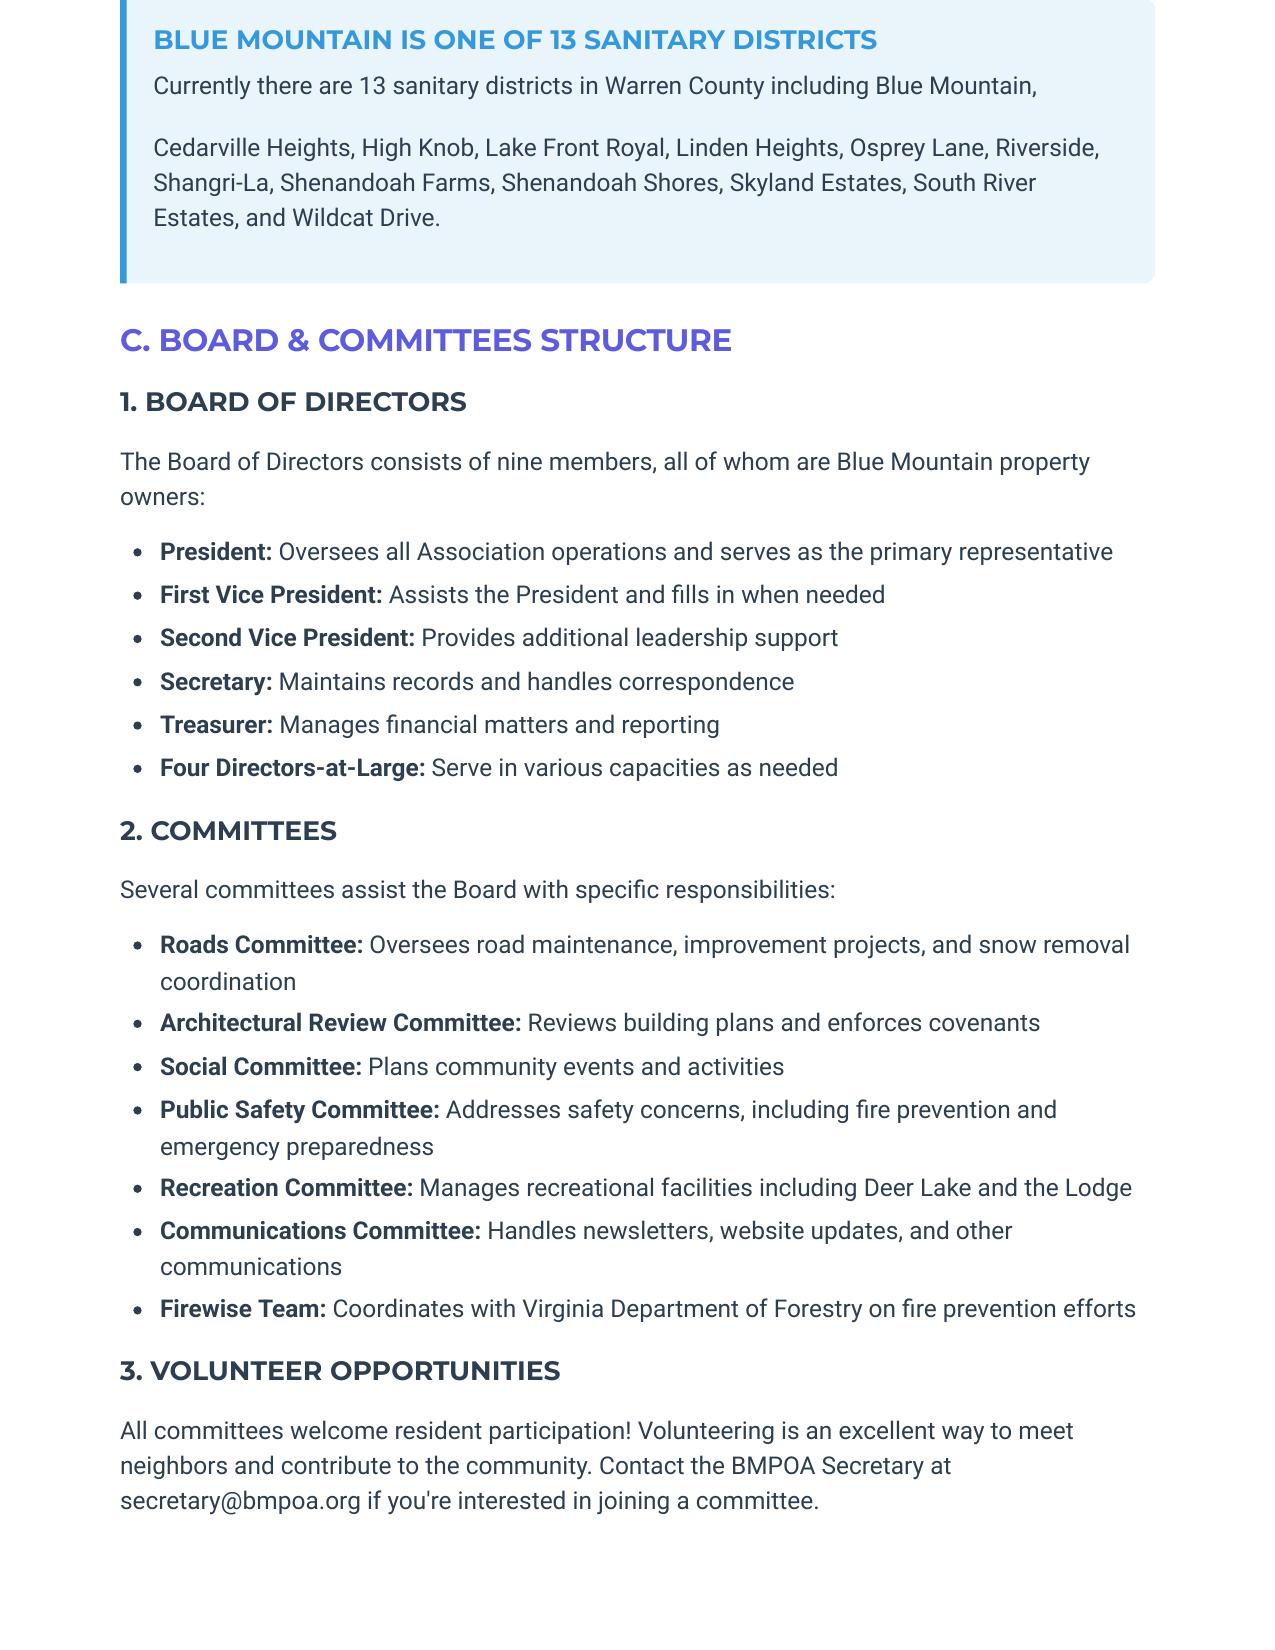 BLUE MOUNTAIN IS ONE OF 13 SANITARY DISTRICTS
Currently there are 13 sanitary districts in Warren County including Blue Mountain,
Cedarville Heights, High Knob, Lake Front Royal, Linden Heights, Osprey Lane, Riverside,
Shangri-La, Shenandoah Farms, Shenandoah Shores, Skyland Estates, South River
Estates, and Wildcat Drive.
C. BOARD & COMMITTEES STRUCTURE
1. BOARD OF DIRECTORS
The Board of Directors consists of nine members, all of whom are Blue Mountain property
owners:
• President: Oversees all Association operations and serves as the primary representative
• First Vice President: Assists the President and fills in when needed
• Second Vice President: Provides additional leadership support
• Secretary: Maintains records and handles correspondence
• Treasurer: Manages financial matters and reporting
• Four Directors-at-Large: Serve in various capacities as needed
2. COMMITTEES
Several committees assist the Board with specific responsibilities:
• Roads Committee: Oversees road maintenance, improvement projects, and snow removal
coordination
• Architectural Review Committee: Reviews building plans and enforces covenants
• Social Committee: Plans community events and activities
• Public Safety Committee: Addresses safety concerns, including fire prevention and
emergency preparedness
• Recreation Committee: Manages recreational facilities including Deer Lake and the Lodge
• Communications Committee: Handles newsletters, website updates, and other
communications
• Firewise Team: Coordinates with Virginia Department of Forestry on fire prevention efforts
3. VOLUNTEER OPPORTUNITIES
All committees welcome resident participation! Volunteering is an excellent way to meet
neighbors and contribute to the community. Contact the BMPOA Secretary at
secretary@bmpoa.org if you're interested in joining a committee.